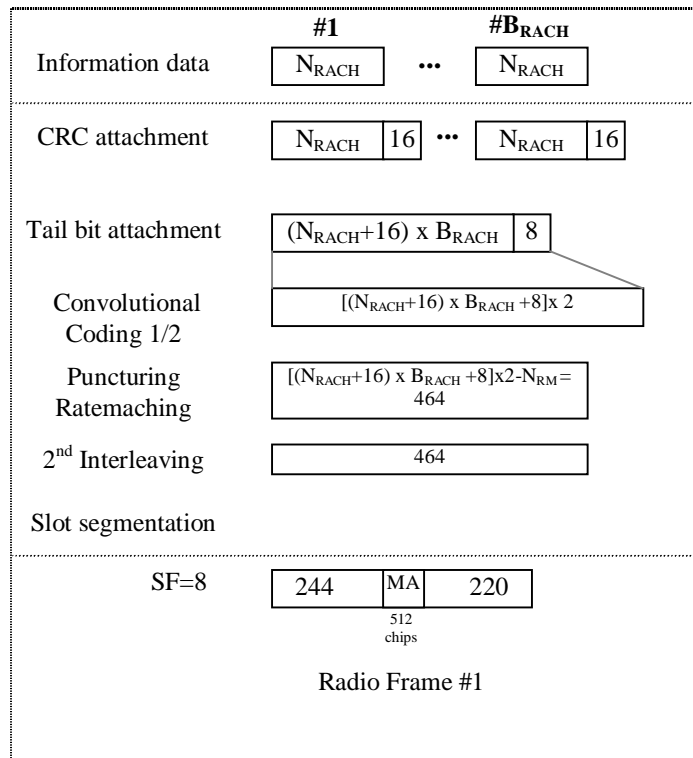 #1 #B_RACH
Information data N_RACH ... N_RACH
CRC attachment N_RACH 16 ... N_RACH 16
Tail bit attachment (N_RACH+16) x B_RACH 8
Convolutional
Coding 1/2
[(N_RACH+16) x B_RACH +8]x 2
Puncturing
Ratemaching
[(N_RACH+16) x B_RACH +8]x2-N_RM =
464
2nd Interleaving 464
Slot segmentation
SF=8 244 MA 220
512
chips
Radio Frame #1